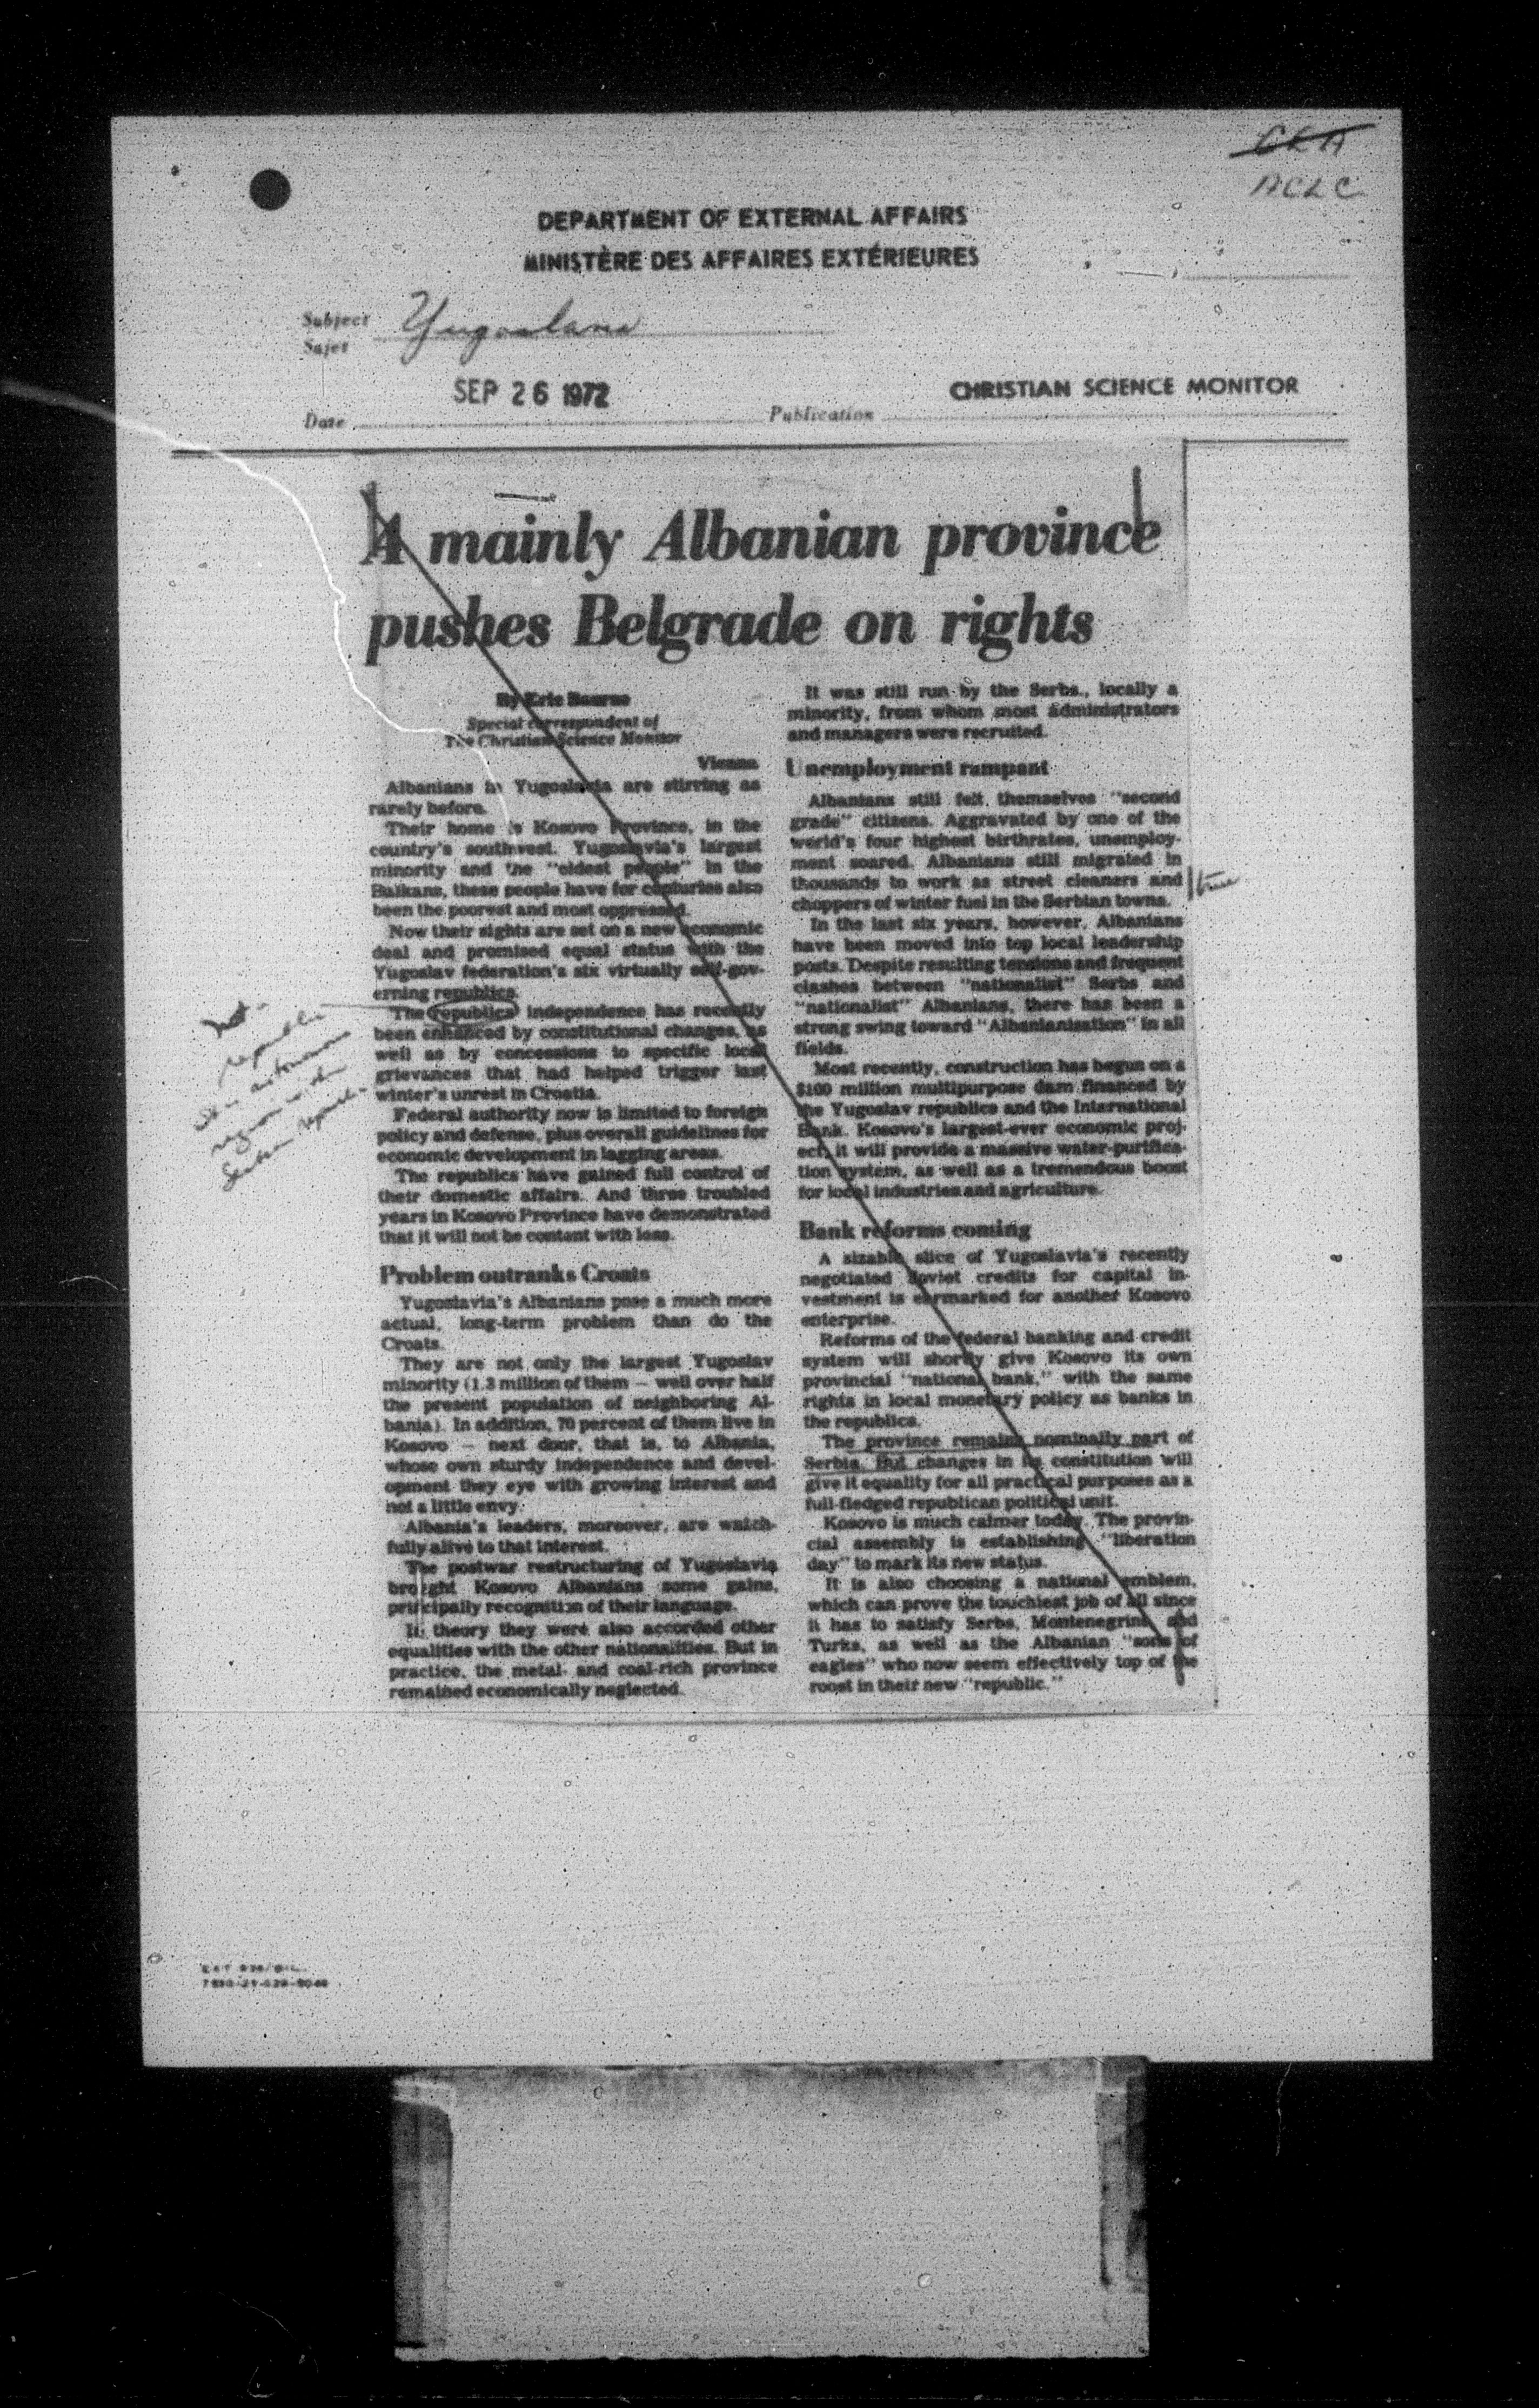 CKA
ACLC
DEPARTMENT OF EXTERNAL AFFAIRS
MINISTÈRE DES AFFAIRES EXTÉRIEURES
Subject
Sujet
Yugoslavia
SEP 26 1972
CHRISTIAN SCIENCE MONITOR
Date
Publication
A mainly Albanian province
pushes Belgrade on rights
By Eric Bourne
Special correspondent of
The Christian Science Monitor
Vienna
Albanians in Yugoslavia are stirring as
rarely before.
Their home is Kosovo Province, in the
country's southwest. Yugoslavia's largest
minority and the "oldest people" in the
Balkans, these people have for centuries also
been the poorest and most oppressed.
Now their sights are set on a new economic
deal and promised equal status with the
Yugoslav federation's six virtually self-gov-
erning republics.
The republics' independence has recently
been enhanced by constitutional changes, as
well as by concessions to specific local
grievances that had helped trigger last
winter's unrest in Croatia.
Federal authority now is limited to foreign
policy and defense, plus overall guidelines for
economic development in lagging areas.
The republics have gained full control of
their domestic affairs. And three troubled
years in Kosovo Province have demonstrated
that it will not be content with less.
Problem outranks Croats
Yugoslavia's Albanians pose a much more
actual, long-term problem than do the
Croats.
They are not only the largest Yugoslav
minority (1.3 million of them — well over half
the present population of neighboring Al-
bania). In addition, 70 percent of them live in
Kosovo — next door, that is, to Albania,
whose own sturdy independence and devel-
opment they eye with growing interest and
not a little envy.
Albania's leaders, moreover, are watch-
fully alive to that interest.
The postwar restructuring of Yugoslavia
brought Kosovo Albanians some gains,
principally recognition of their language.
In theory they were also accorded other
equalities with the other nationalities. But in
practice, the metal- and coal-rich province
remained economically neglected.
It was still run by the Serbs., locally a
minority, from whom most administrators
and managers were recruited.
Unemployment rampant
Albanians still felt themselves "second
grade" citizens. Aggravated by one of the
world's four highest birthrates, unemploy-
ment soared. Albanians still migrated in
thousands to work as street cleaners and
choppers of winter fuel in the Serbian towns.
In the last six years, however, Albanians
have been moved into top local leadership
posts. Despite resulting tensions and frequent
clashes between "nationalist" Serbs and
"nationalist" Albanians, there has been a
strong swing toward "Albanianisation" in all
fields.
Most recently, construction has begun on a
$100 million multipurpose dam financed by
the Yugoslav republics and the International
Bank. Kosovo's largest-ever economic proj-
ect, it will provide a massive water-purifica-
tion system, as well as a tremendous boost
for local industries and agriculture.
Bank reforms coming
A sizable slice of Yugoslavia's recently
negotiated Soviet credits for capital in-
vestment is earmarked for another Kosovo
enterprise.
Reforms of the federal banking and credit
system will shortly give Kosovo its own
provincial "national bank," with the same
rights in local monetary policy as banks in
the republics.
The province remains nominally part of
Serbia. But changes in its constitution will
give it equality for all practical purposes as a
full-fledged republican political unit.
Kosovo is much calmer today. The provin-
cial assembly is establishing "liberation
day" to mark its new status.
It is also choosing a national emblem,
which can prove the touchiest job of all since
it has to satisfy Serbs, Montenegrins and
Turks, as well as the Albanian "sons of
eagles" who now seem effectively top of the
roost in their new "republic."
true
not
republic